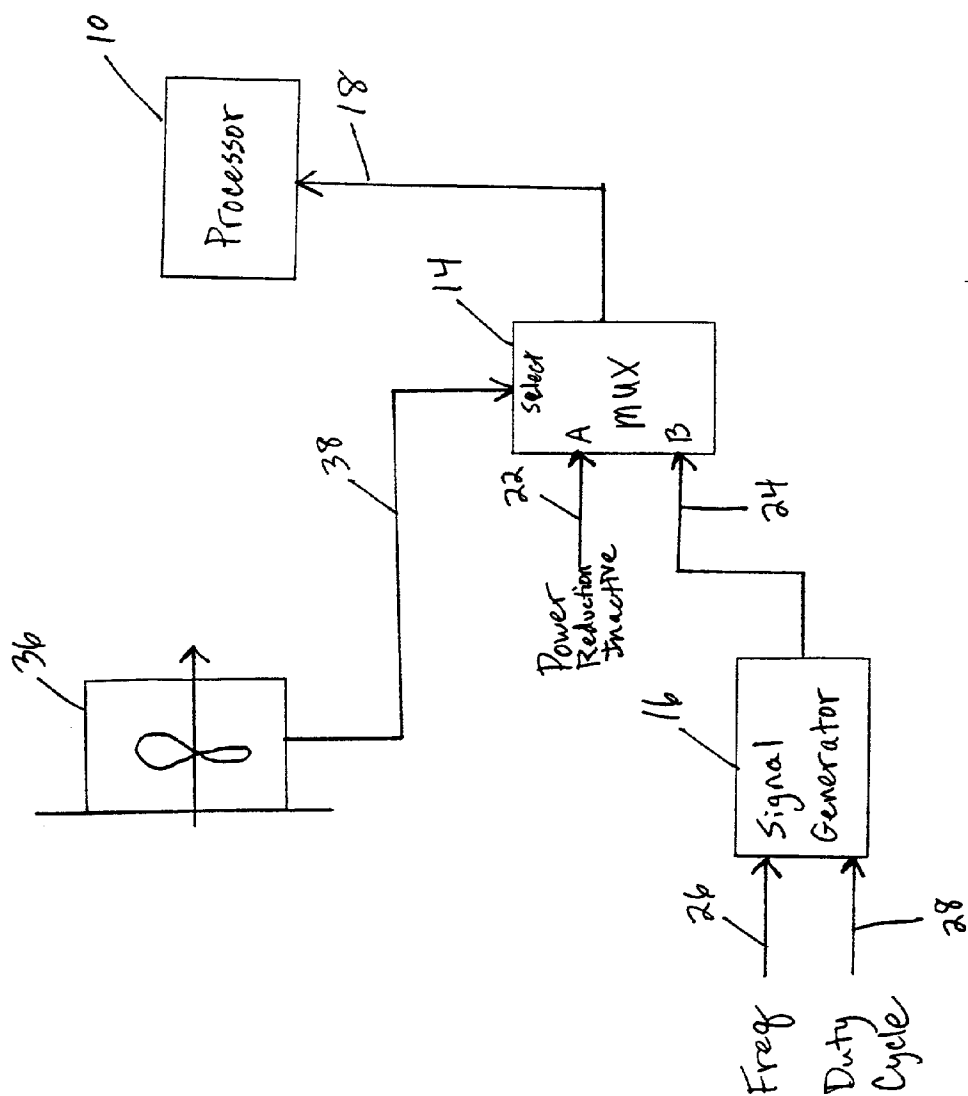 36
38
10
Processor
18
14
Select
A
MUX
B
22
Power
Reduction
Inactive
24
16
Signal
Generator
26
Freq
28
Duty
Cycle